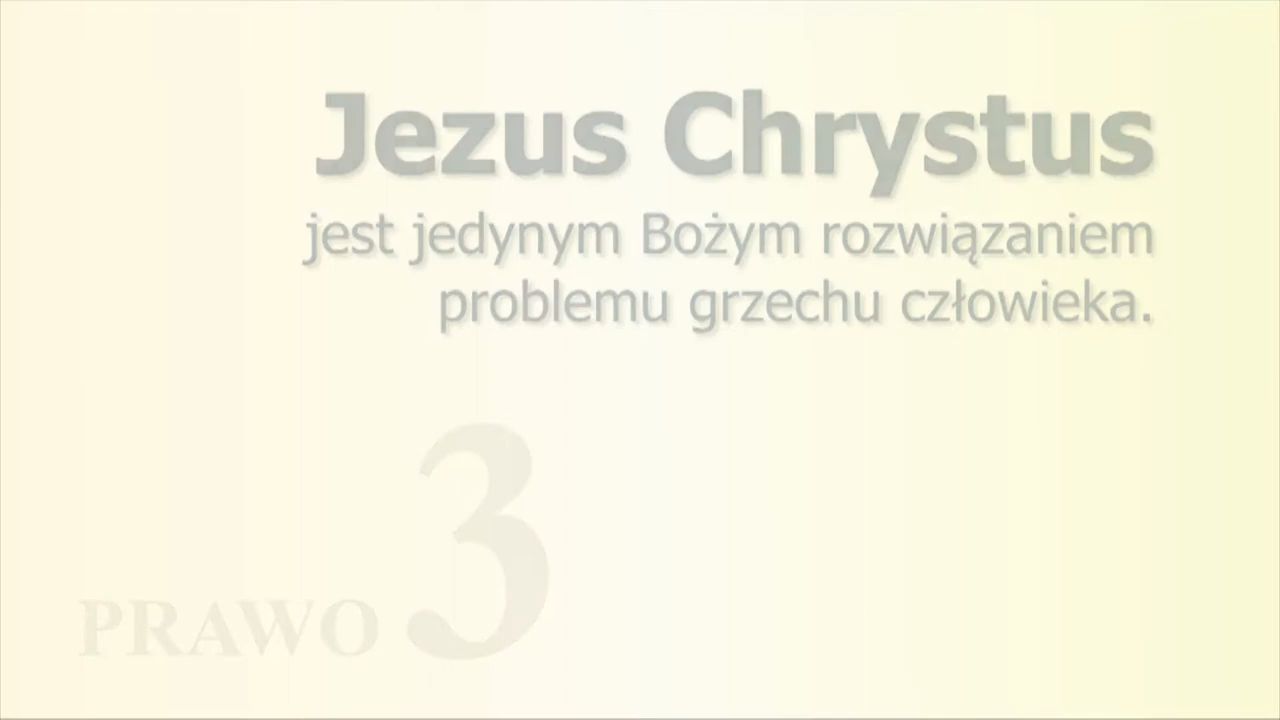 Jezus Chrystus
jest jedynym Bożym rozwiązaniem
problemu grzechu człowieka.
PRAWO 3